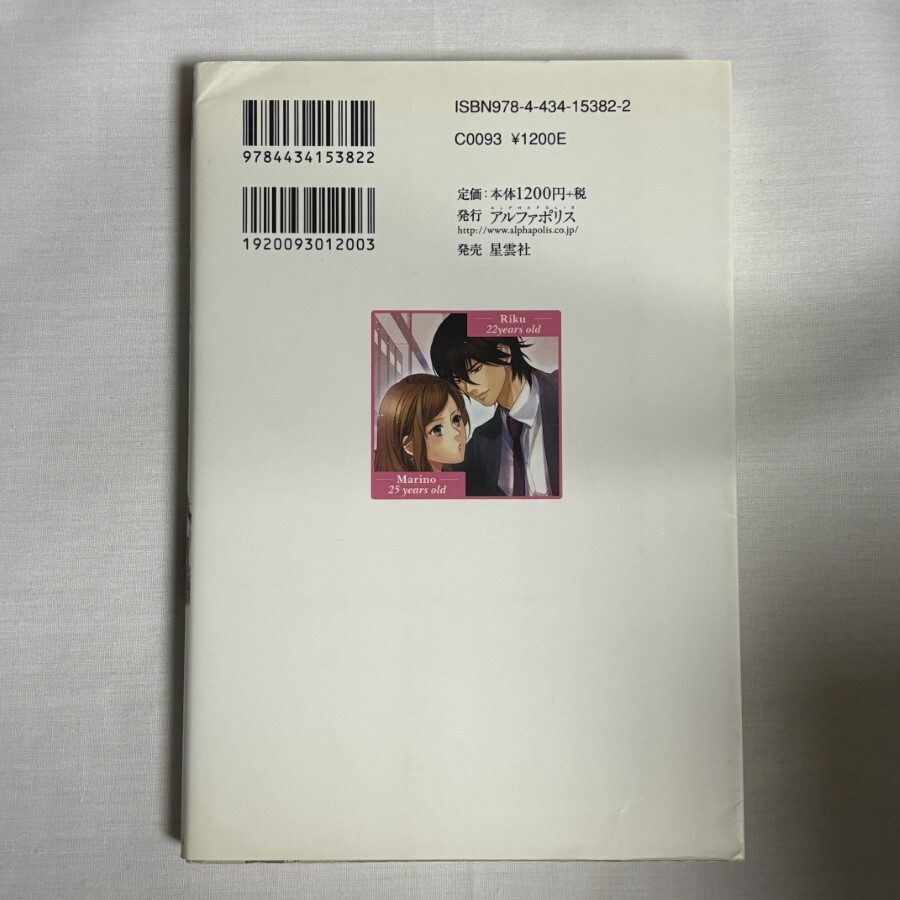 ISBN978-4-434-15382-2
C0093 ¥1200E
9784434153822
1920093012003
定価：本体1200円+税
ALPHAPOLIS
発行 アルファポリス
http://www.alphapolis.co.jp/
発売 星雲社
Riku
22years old
Marino
25 years old